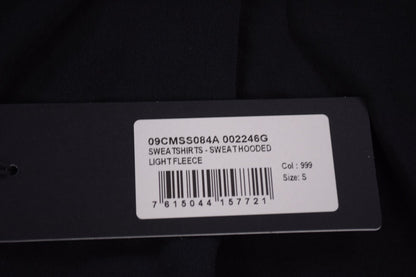 09CMSS084A 002246G
SWEATSHIRTS - SWEAT HOODED
LIGHT FLEECE
Col : 999
Size: S
7 615044 157721